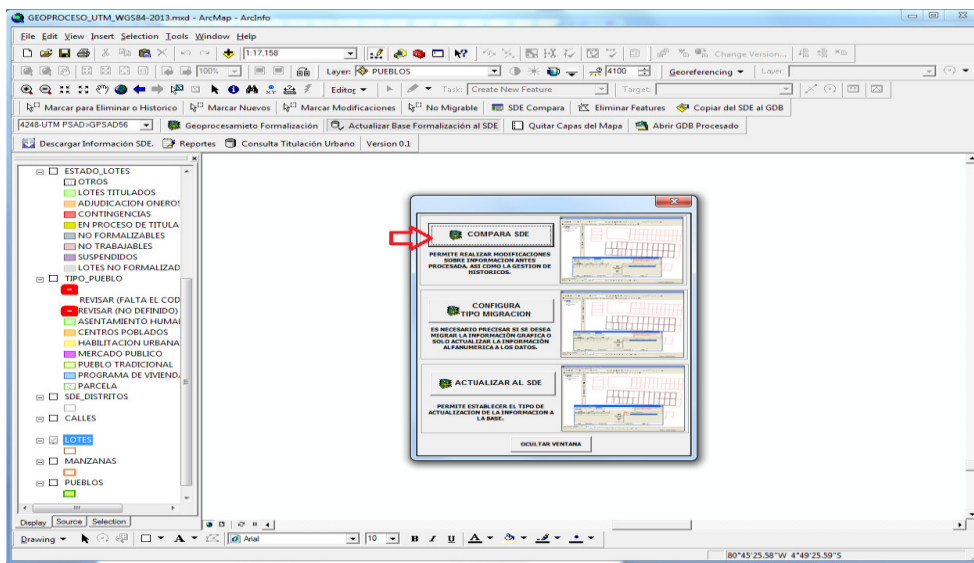 GEOPROCESO_UTM_WGS84-2013.mxd - ArcMap - ArcInfo
File Edit View Insert Selection Tools Window Help
1:17.158
Change Version...
100%
Layer: PUEBLOS
4100
Georeferencing
Layer:
Editor
Task: Create New Feature
Target:
Marcar para Eliminar o Historico
Marcar Nuevos
Marcar Modificaciones
No Migrable
SDE Compara
Eliminar Features
Copiar del SDE al GDB
4248-UTM PSAD>GPSAD56
Geoprocesamieto Formalización
Actualizar Base Formalización al SDE
Quitar Capas del Mapa
Abrir GDB Procesado
Descargar Información SDE.
Reportes
Consulta Titulación Urbano
Version 0.1
ESTADO_LOTES
OTROS
LOTES TITULADOS
ADJUDICACION ONEROS
CONTINGENCIAS
EN PROCESO DE TITULA
NO FORMALIZABLES
NO TRABAJABLES
SUSPENDIDOS
LOTES NO FORMALIZAD
TIPO_PUEBLO
REVISAR (FALTA EL COD
REVISAR (NO DEFINIDO)
ASENTAMIENTO HUMAI
CENTROS POBLADOS
HABILITACION URBANA
MERCADO PUBLICO
PUEBLO TRADICIONAL
PROGRAMA DE VIVIEND
PARCELA
SDE_DISTRITOS
CALLES
LOTES
MANZANAS
PUEBLOS
Display Source Selection
COMPARA SDE
PERMITE REALIZAR MODIFICACIONES
SOBRE INFORMACION ANTES
PROCESADA, ASI COMO LA GESTION DE
HISTORICOS.
CONFIGURA
TIPO MIGRACION
ES NECESARIO PRECISAR SI SE DESEA
MIGRAR LA INFORMACIÓN GRAFICA O
SOLO ACTUALIZAR LA INFORMACIÓN
ALFANUMERICA A LOS DATOS.
ACTUALIZAR AL SDE
PERMITE ESTABLECER EL TIPO DE
ACTUALIZACION DE LA INFORMACION A
LA BASE.
OCULTAR VENTANA
Drawing
A
Arial
10
B I U A
80°45'25.58"W 4°49'25.59"S